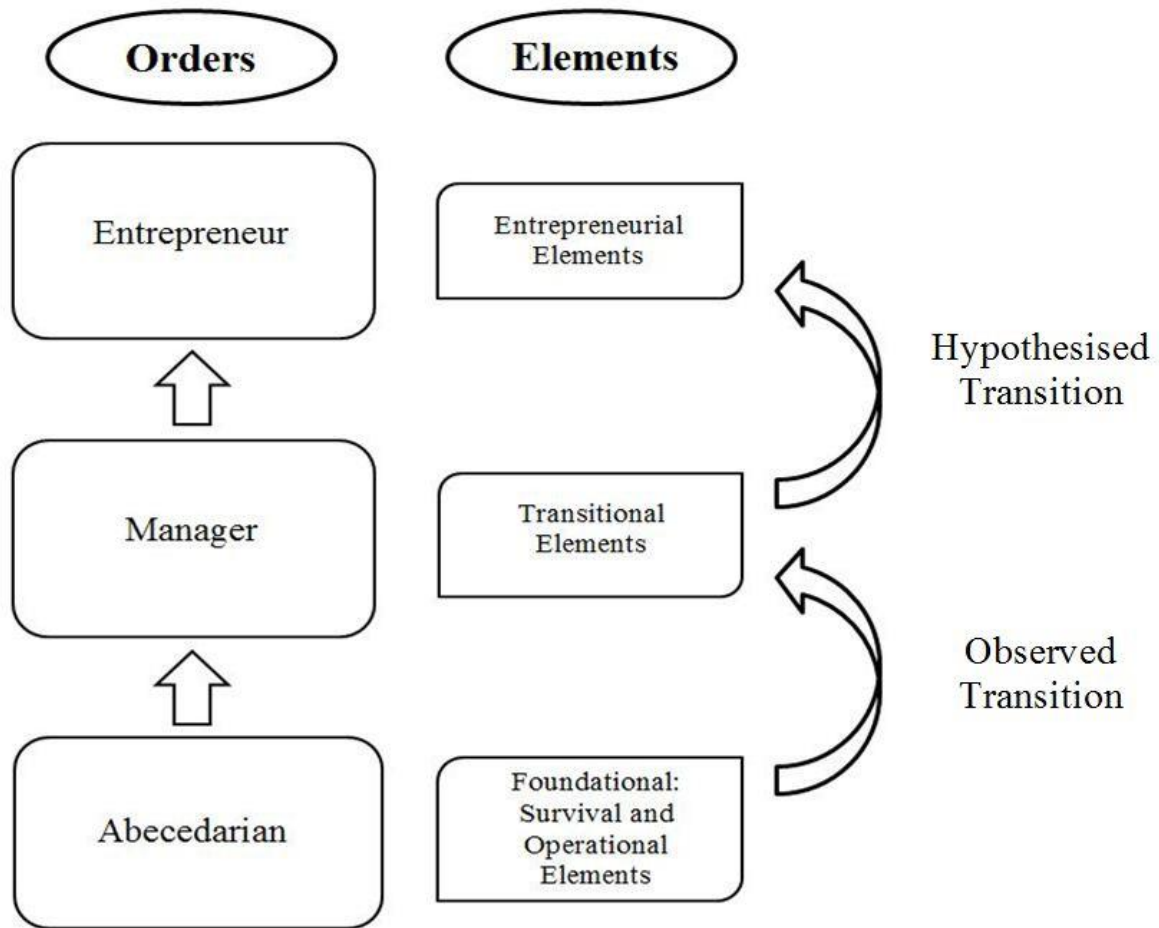 Orders
Elements
Entrepreneur
Entrepreneurial
Elements
Hypothesised
Transition
Manager
Transitional
Elements
Observed
Transition
Abecedarian
Foundational:
Survival and
Operational
Elements